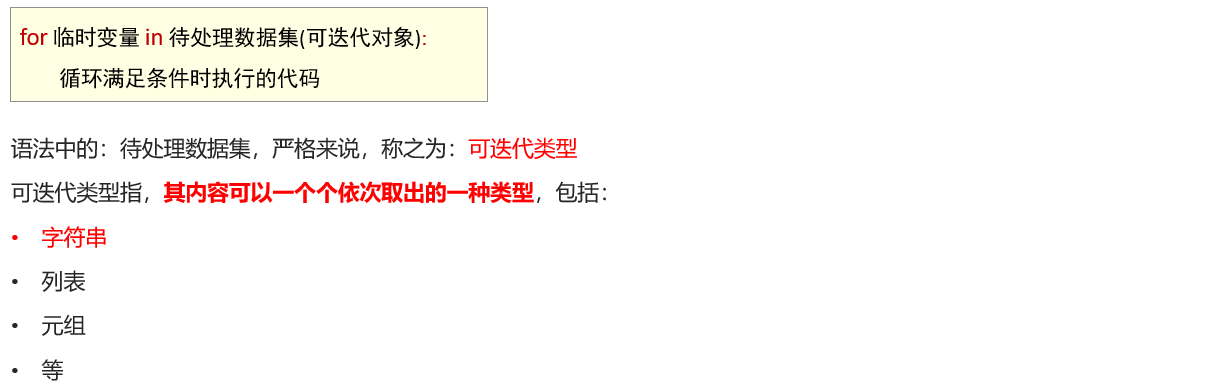 for 临时变量 in 待处理数据集(可迭代对象):
循环满足条件时执行的代码
语法中的：待处理数据集，严格来说，称之为：可迭代类型
可迭代类型指，其内容可以一个个依次取出的一种类型，包括：
• 字符串
• 列表
• 元组
• 等